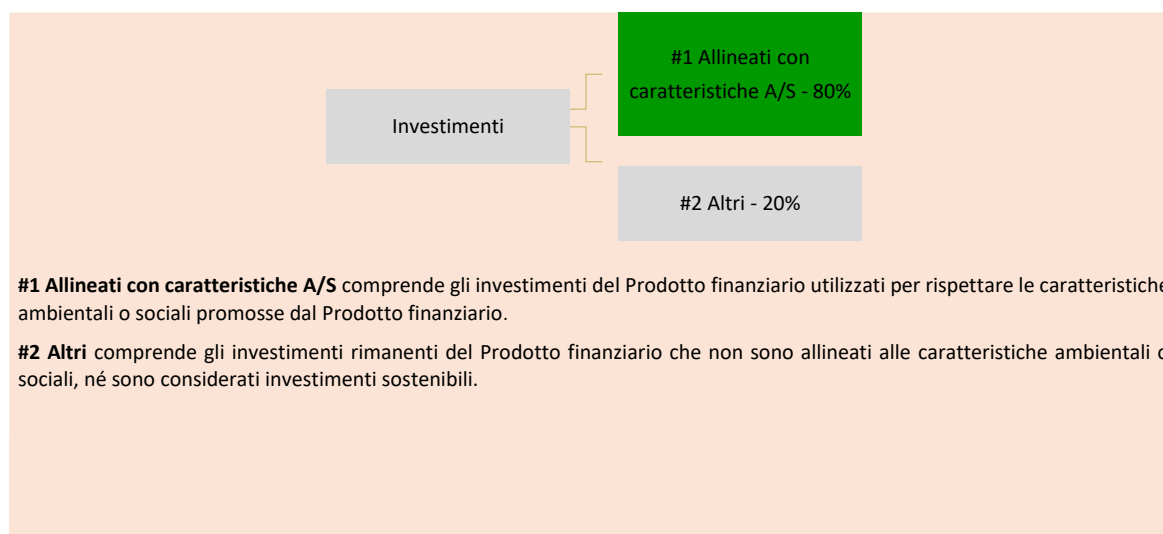 #1 Allineati con
caratteristiche A/S - 80%
Investimenti
#2 Altri - 20%
#1 Allineati con caratteristiche A/S comprende gli investimenti del Prodotto finanziario utilizzati per rispettare le caratteristiche
ambientali o sociali promosse dal Prodotto finanziario.
#2 Altri comprende gli investimenti rimanenti del Prodotto finanziario che non sono allineati alle caratteristiche ambientali o
sociali, né sono considerati investimenti sostenibili.